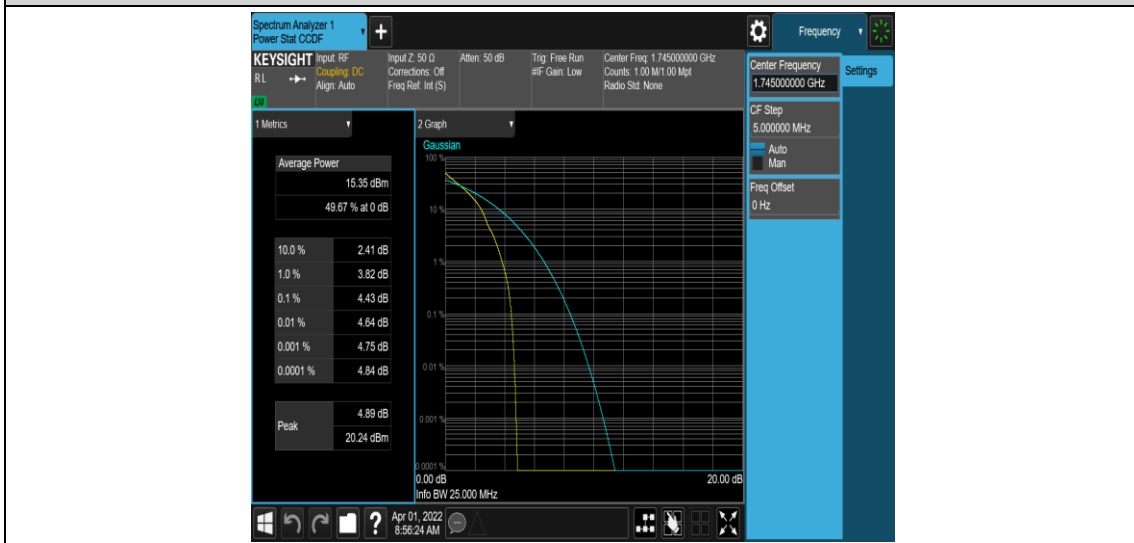 Spectrum Analyzer 1
Power Stat CCDF
+
Frequency
KEYSIGHT
RL
LXI
Input: RF
Coupling: DC
Align: Auto
Input Z: 50 Ω
Corrections: Off
Freq Ref: Int (S)
Atten: 50 dB
Trig: Free Run
#IF Gain: Low
Center Freq: 1.745000000 GHz
Counts: 1.00 M/1.00 Mpt
Radio Std: None
Center Frequency
1.745000000 GHz
Settings
CF Step
5.000000 MHz
Auto
Man
Freq Offset
0 Hz
1 Metrics
Average Power
15.35 dBm
49.67 % at 0 dB
10.0 % 2.41 dB
1.0 % 3.82 dB
0.1 % 4.43 dB
0.01 % 4.64 dB
0.001 % 4.75 dB
0.0001 % 4.84 dB
Peak
4.89 dB
20.24 dBm
2 Graph
Gaussian
100 %
10 %
1 %
0.1 %
0.01 %
0.001 %
0.0001 %
0.00 dB
20.00 dB
Info BW 25.000 MHz
?
Apr 01, 2022
8:56:24 AM